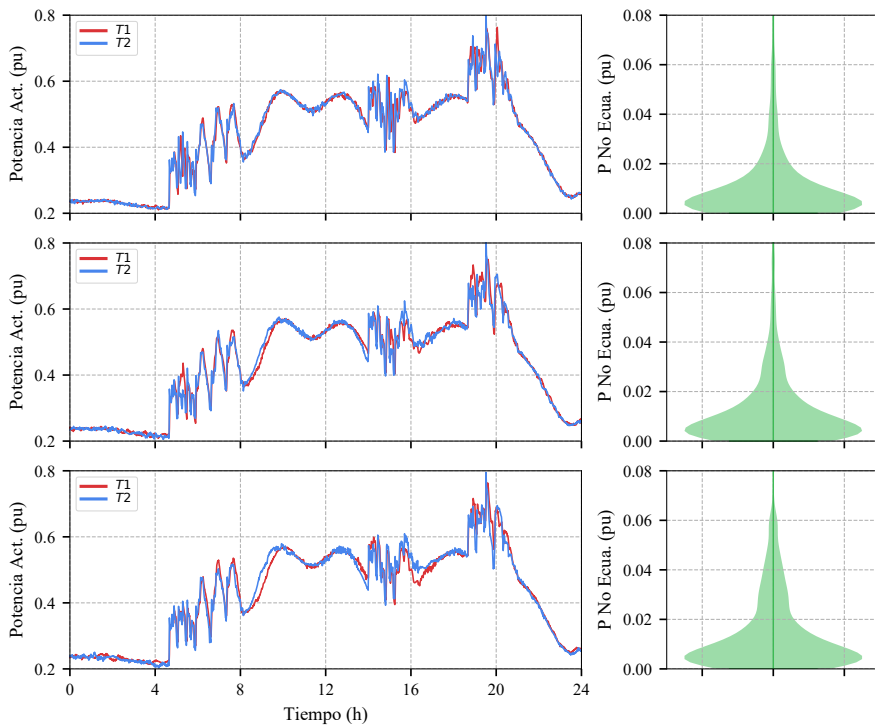 Potencia Act. (pu)
0.8
0.6
0.4
0.2
T1
T2
P No Ecua. (pu)
0.08
0.06
0.04
0.02
0.00
Potencia Act. (pu)
0.8
0.6
0.4
0.2
T1
T2
P No Ecua. (pu)
0.08
0.06
0.04
0.02
0.00
Potencia Act. (pu)
0.8
0.6
0.4
0.2
T1
T2
0 4 8 12 16 20 24
Tiempo (h)
P No Ecua. (pu)
0.08
0.06
0.04
0.02
0.00